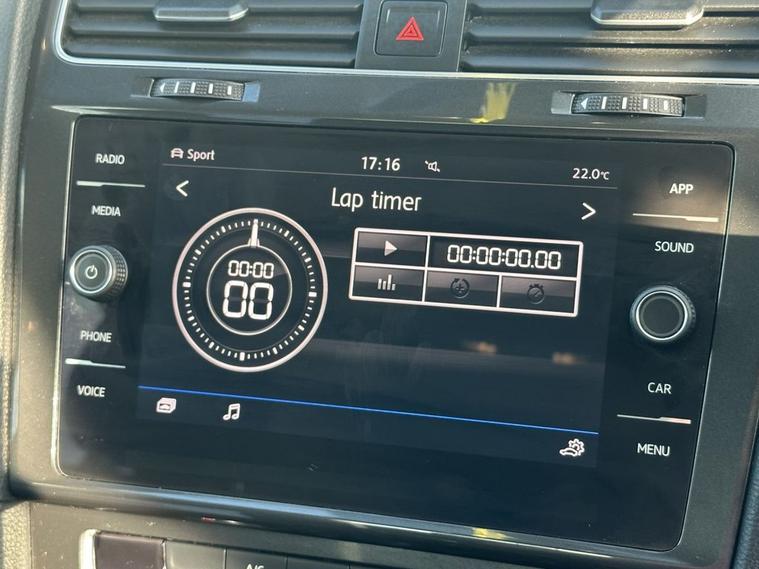 RADIO
MEDIA
PHONE
VOICE
Sport
17:16
22.0°C
Lap timer
00:00
00
00:00:00.00
APP
SOUND
CAR
MENU
A/C